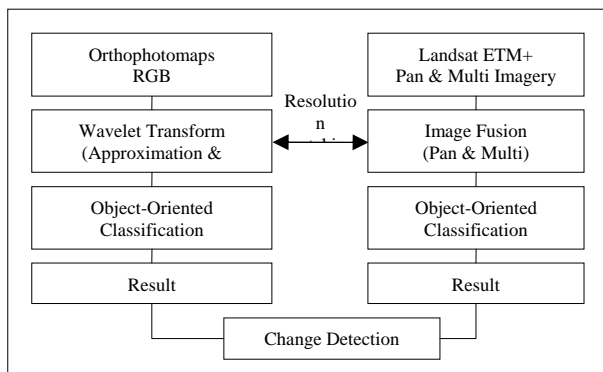 Orthophotomaps
RGB
Landsat ETM+
Pan & Multi Imagery
Resolutio
n
Wavelet Transform
(Approximation &
Image Fusion
(Pan & Multi)
Object-Oriented
Classification
Object-Oriented
Classification
Result
Result
Change Detection